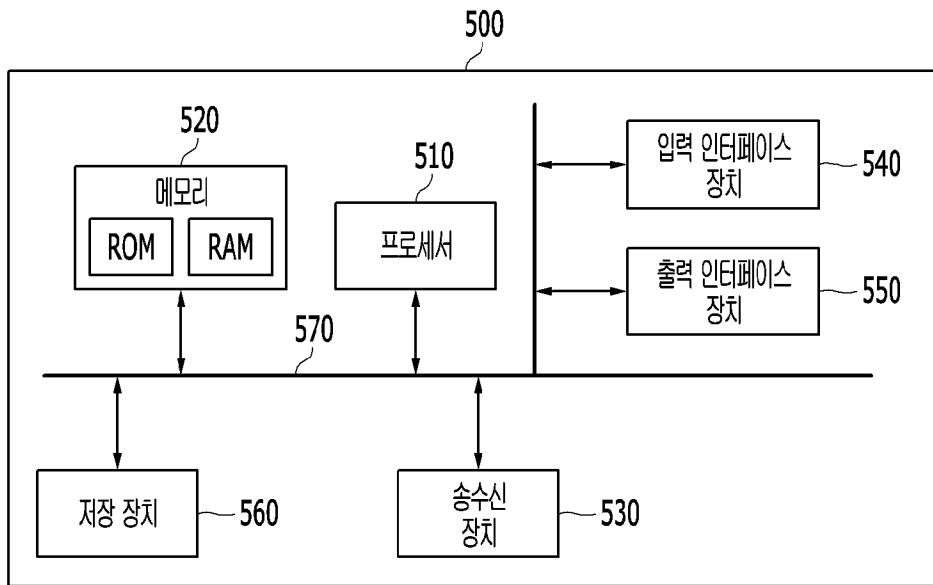 500
520
메모리
ROM
RAM
510
프로세서
입력 인터페이스
장치
540
출력 인터페이스
장치
550
570
저장 장치
560
송수신
장치
530